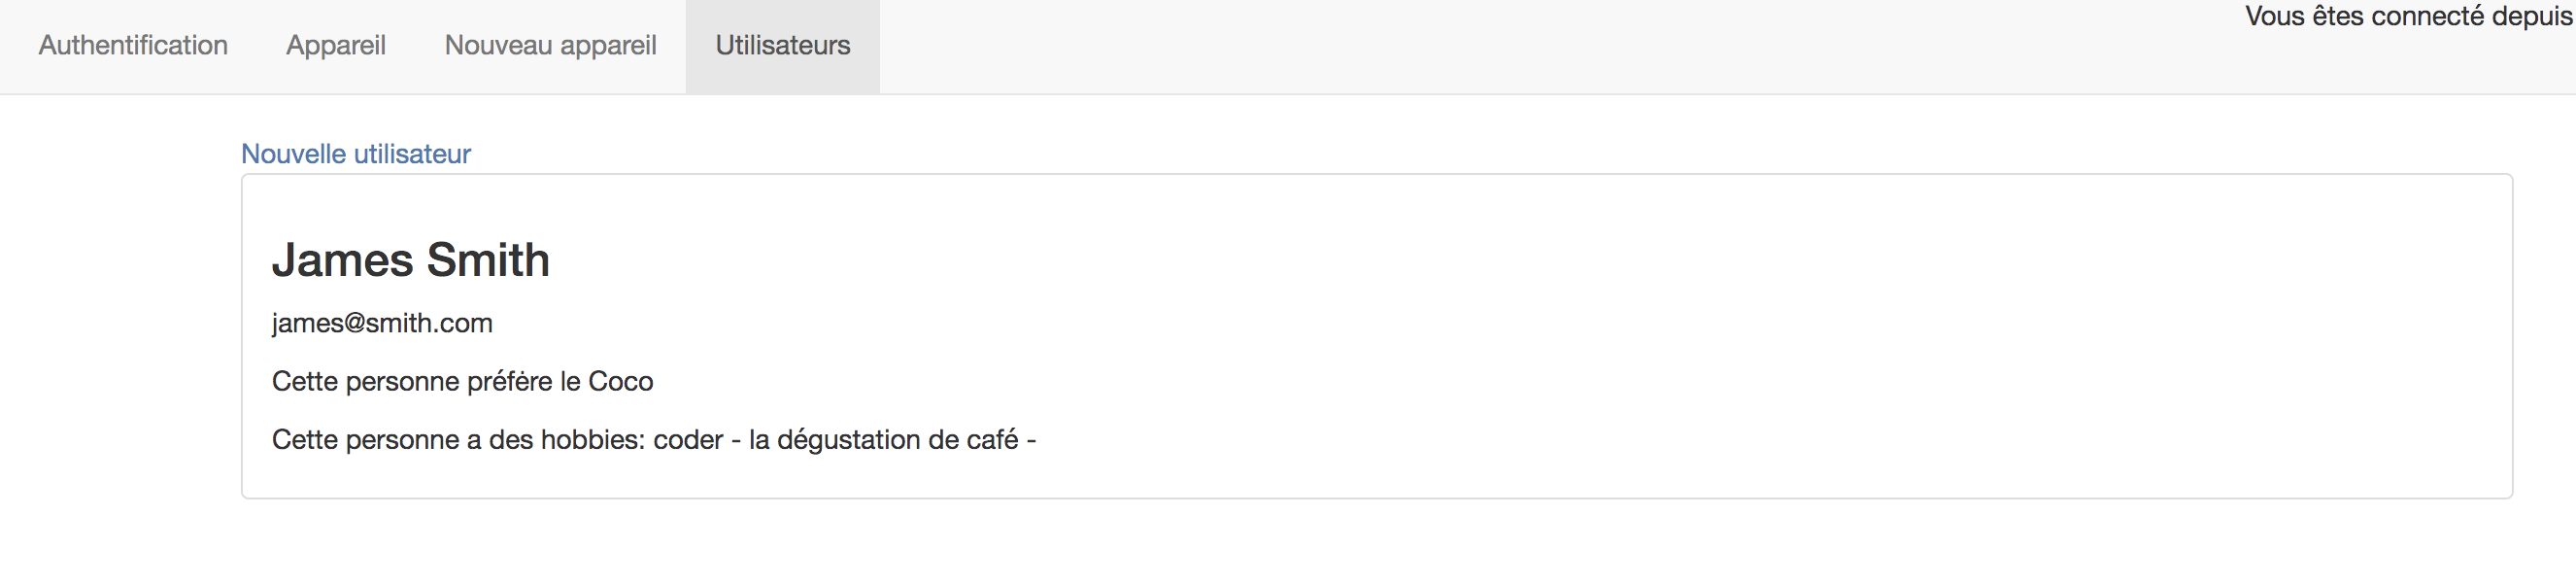 Authentification Appareil Nouveau appareil Utilisateurs Vous êtes connecté depuis
Nouvelle utilisateur
James Smith
james@smith.com
Cette personne préfėre le Coco
Cette personne a des hobbies: coder - la dégustation de café -